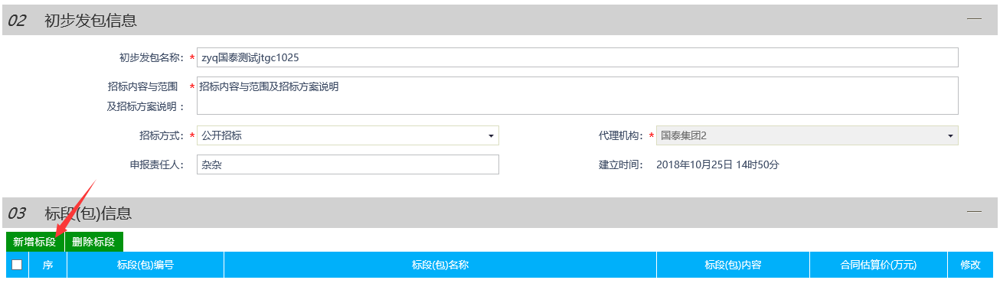 02 初步发包信息
初步发包名称: * zyq国泰测试jtgc1025
招标内容与范围 * 招标内容与范围及招标方案说明
及招标方案说明:
招标方式: * 公开招标 代理机构: * 国泰集团2
申报责任人: 杂杂 建立时间: 2018年10月25日 14时50分
03 标段(包)信息
新增标段 删除标段
序 标段(包)编号 标段(包)名称 标段(包)内容 合同估算价(万元) 修改